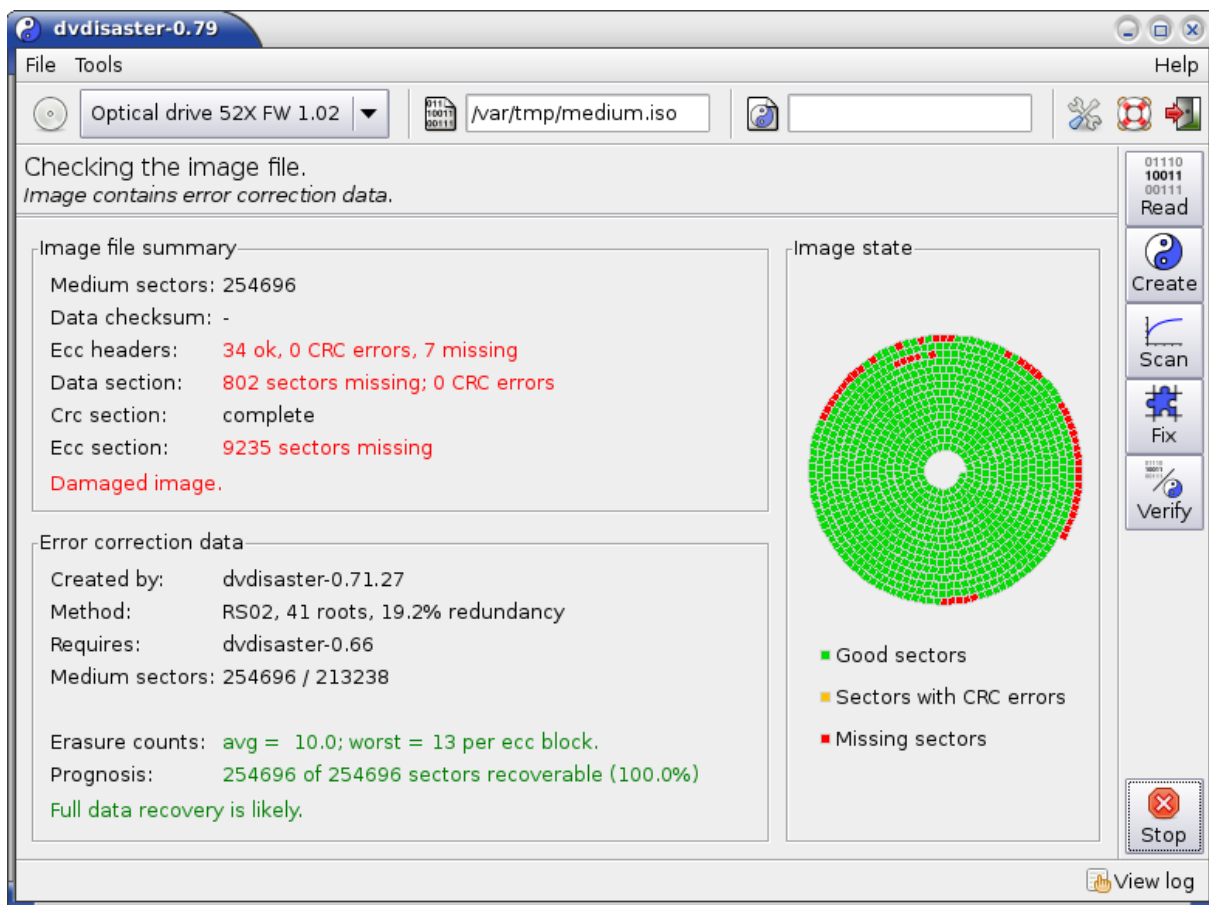 dvdisaster-0.79
File Tools Help
Optical drive 52X FW 1.02 /var/tmp/medium.iso
Checking the image file.
Image contains error correction data.
01110
10011
00111
Read
Create
Scan
Fix
Verify
Image file summary
Medium sectors: 254696
Data checksum: -
Ecc headers: 34 ok, 0 CRC errors, 7 missing
Data section: 802 sectors missing; 0 CRC errors
Crc section: complete
Ecc section: 9235 sectors missing
Damaged image.
Error correction data
Created by: dvdisaster-0.71.27
Method: RS02, 41 roots, 19.2% redundancy
Requires: dvdisaster-0.66
Medium sectors: 254696 / 213238
Erasure counts: avg = 10.0; worst = 13 per ecc block.
Prognosis: 254696 of 254696 sectors recoverable (100.0%)
Full data recovery is likely.
Image state
Good sectors
Sectors with CRC errors
Missing sectors
Stop
View log